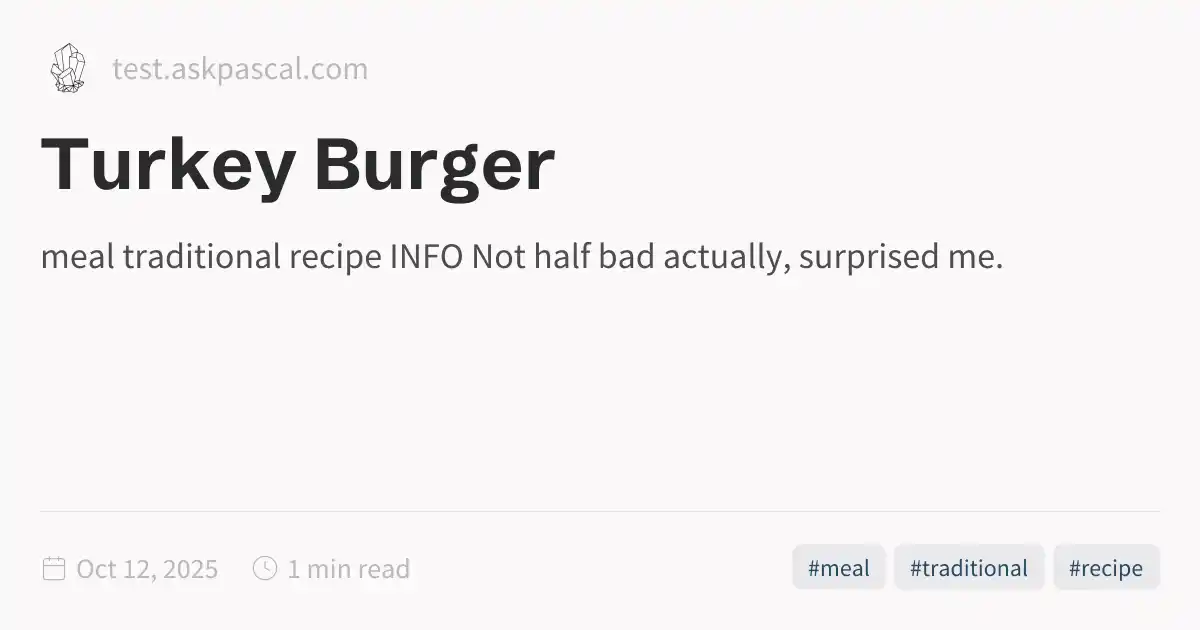 test.askpascal.com
Turkey Burger
meal traditional recipe INFO Not half bad actually, surprised me.
Oct 12, 2025 1 min read #meal #traditional #recipe